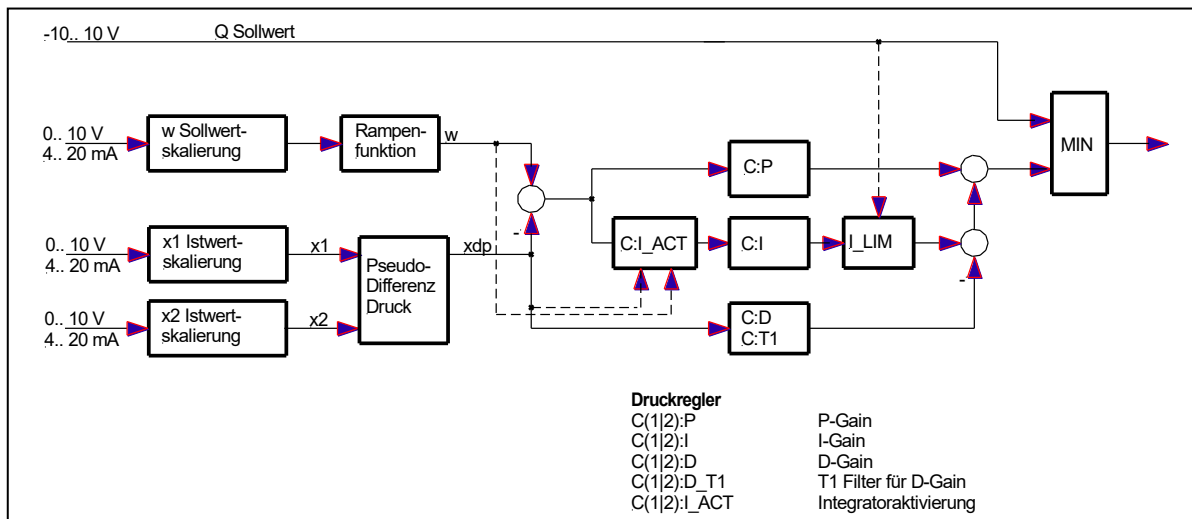 -10.. 10 V Q Sollwert
0.. 10 V
4.. 20 mA
w Sollwert-
skalierung
Rampen-
funktion
w
MIN
C:P
-
C:I_ACT
C:I
I_LIM
0.. 10 V
4.. 20 mA
x1 Istwert-
skalierung
x1
Pseudo-
Differenz
Druck
xdp
-
0.. 10 V
4.. 20 mA
x2 Istwert-
skalierung
x2
C:D
C:T1
Druckregler
C(1|2):P P-Gain
C(1|2):I I-Gain
C(1|2):D D-Gain
C(1|2):D_T1 T1 Filter für D-Gain
C(1|2):I_ACT Integratoraktivierung